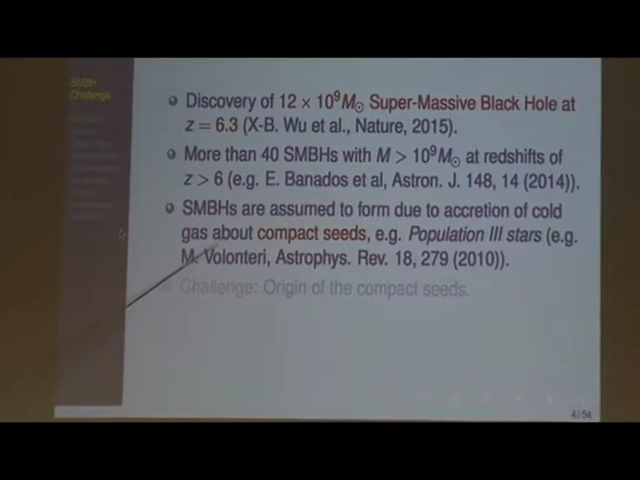 SMBH
Challenge
Discovery of 12 × 10⁹M⊙ Super-Massive Black Hole at
z = 6.3 (X-B. Wu et al., Nature, 2015).
More than 40 SMBHs with M > 10⁹M⊙ at redshifts of
z > 6 (e.g. E. Banados et al, Astron. J. 148, 14 (2014)).
SMBHs are assumed to form due to accretion of cold
gas about compact seeds, e.g. Population III stars (e.g.
M. Volonteri, Astrophys. Rev. 18, 279 (2010)).
Challenge: Origin of the compact seeds.
4/54